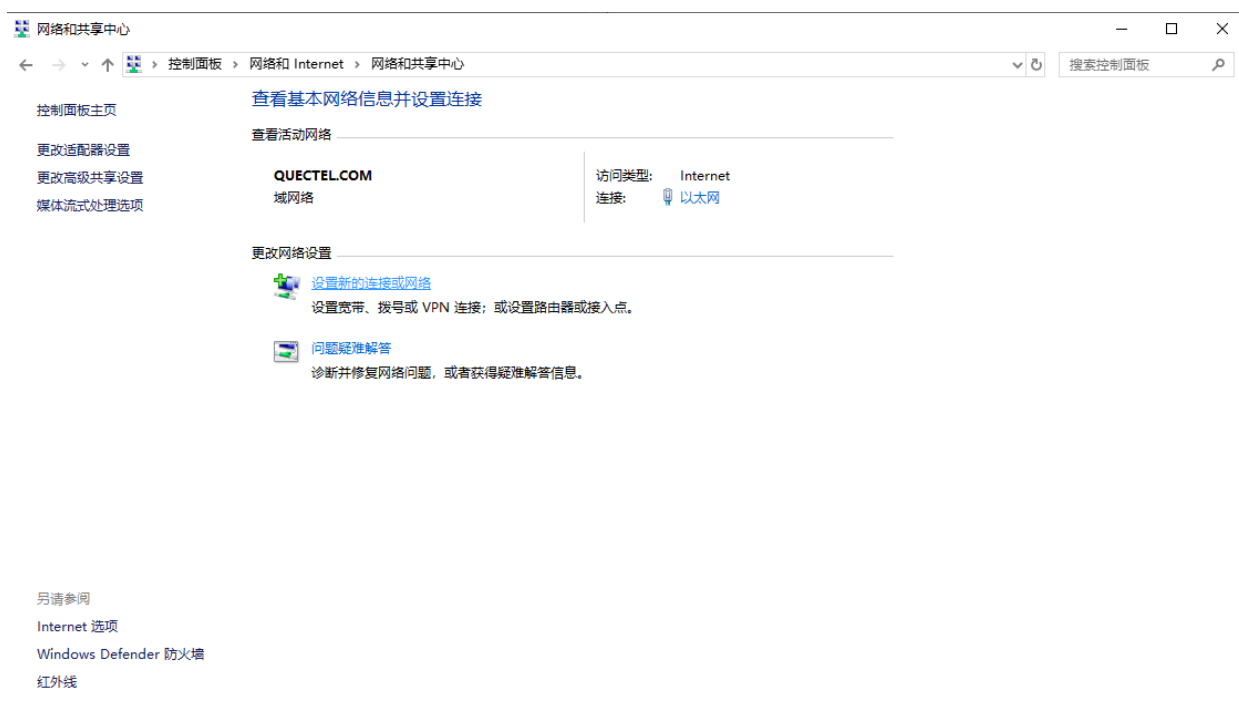 网络和共享中心
控制面板 › 网络和 Internet › 网络和共享中心
搜索控制面板
控制面板主页
更改适配器设置
更改高级共享设置
媒体流式处理选项
查看基本网络信息并设置连接
查看活动网络
QUECTEL.COM
域网络
访问类型: Internet
连接: 以太网
更改网络设置
设置新的连接或网络
设置宽带、拨号或 VPN 连接；或设置路由器或接入点。
问题疑难解答
诊断并修复网络问题，或者获得疑难解答信息。
另请参阅
Internet 选项
Windows Defender 防火墙
红外线